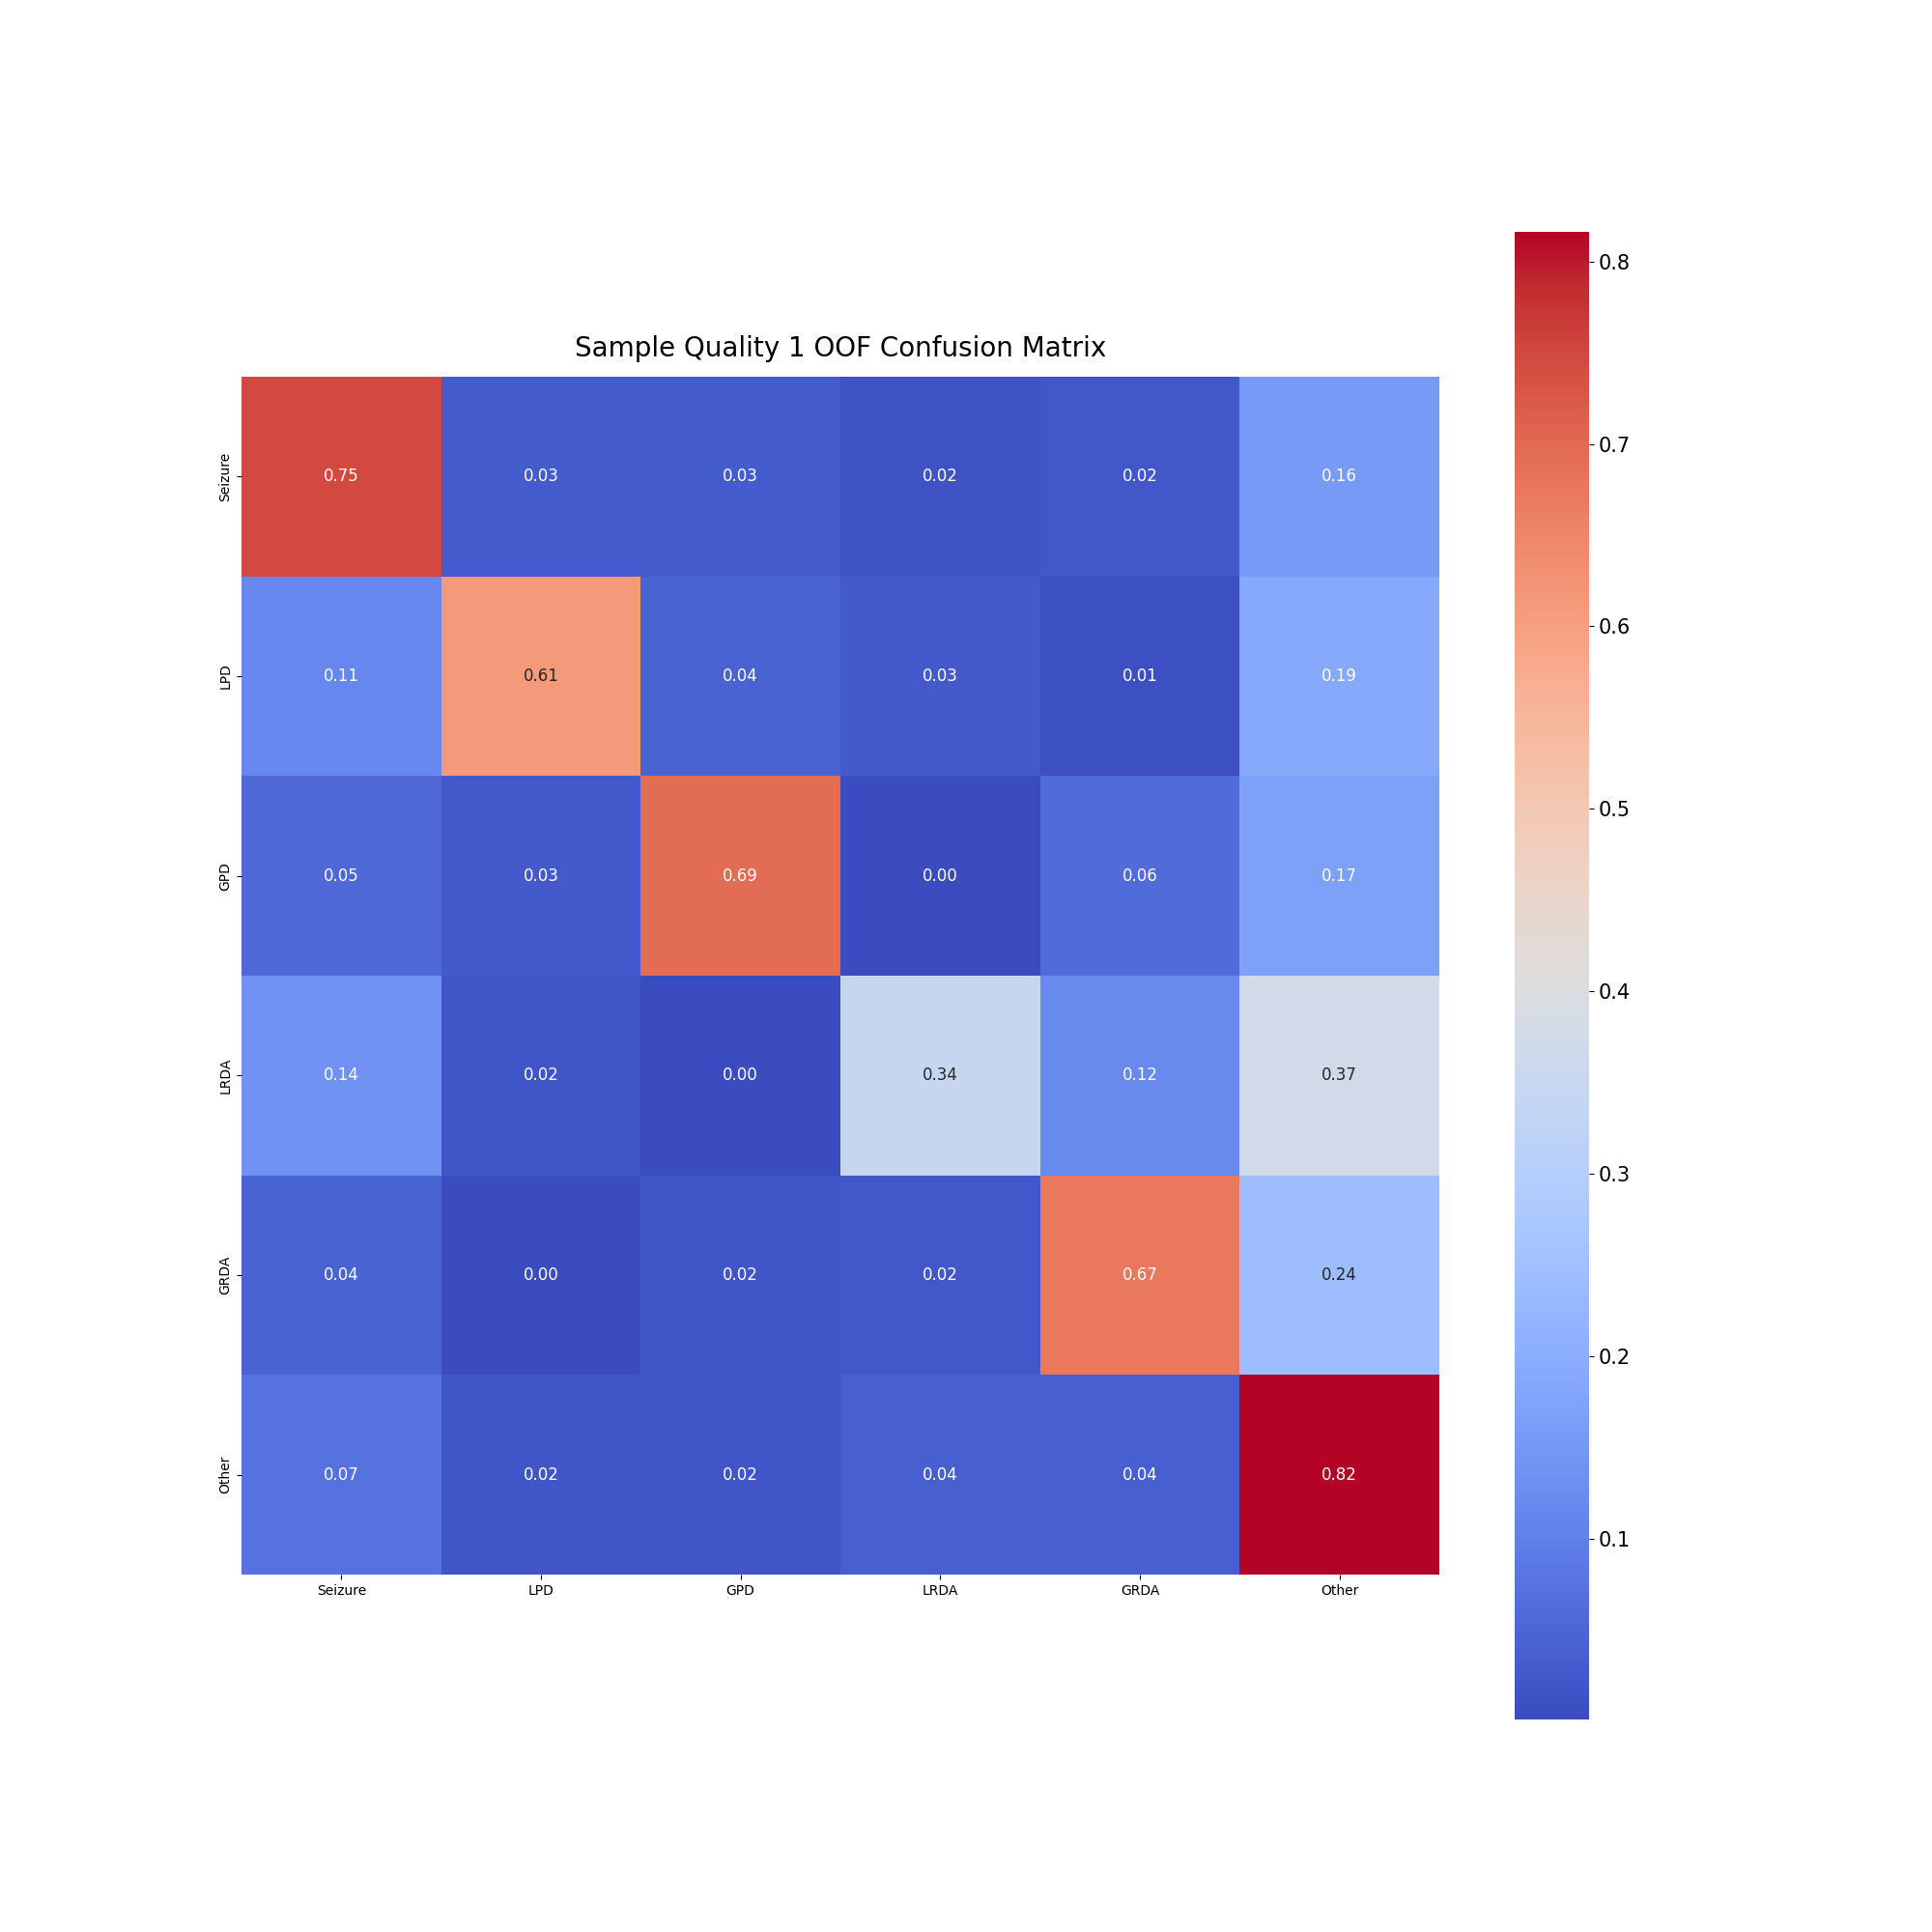 Sample Quality 1 OOF Confusion Matrix
Seizure 0.75 0.03 0.03 0.02 0.02 0.16
LPD 0.11 0.61 0.04 0.03 0.01 0.19
GPD 0.05 0.03 0.69 0.00 0.06 0.17
LRDA 0.14 0.02 0.00 0.34 0.12 0.37
GRDA 0.04 0.00 0.02 0.02 0.67 0.24
Other 0.07 0.02 0.02 0.04 0.04 0.82
Seizure LPD GPD LRDA GRDA Other
0.8
0.7
0.6
0.5
0.4
0.3
0.2
0.1